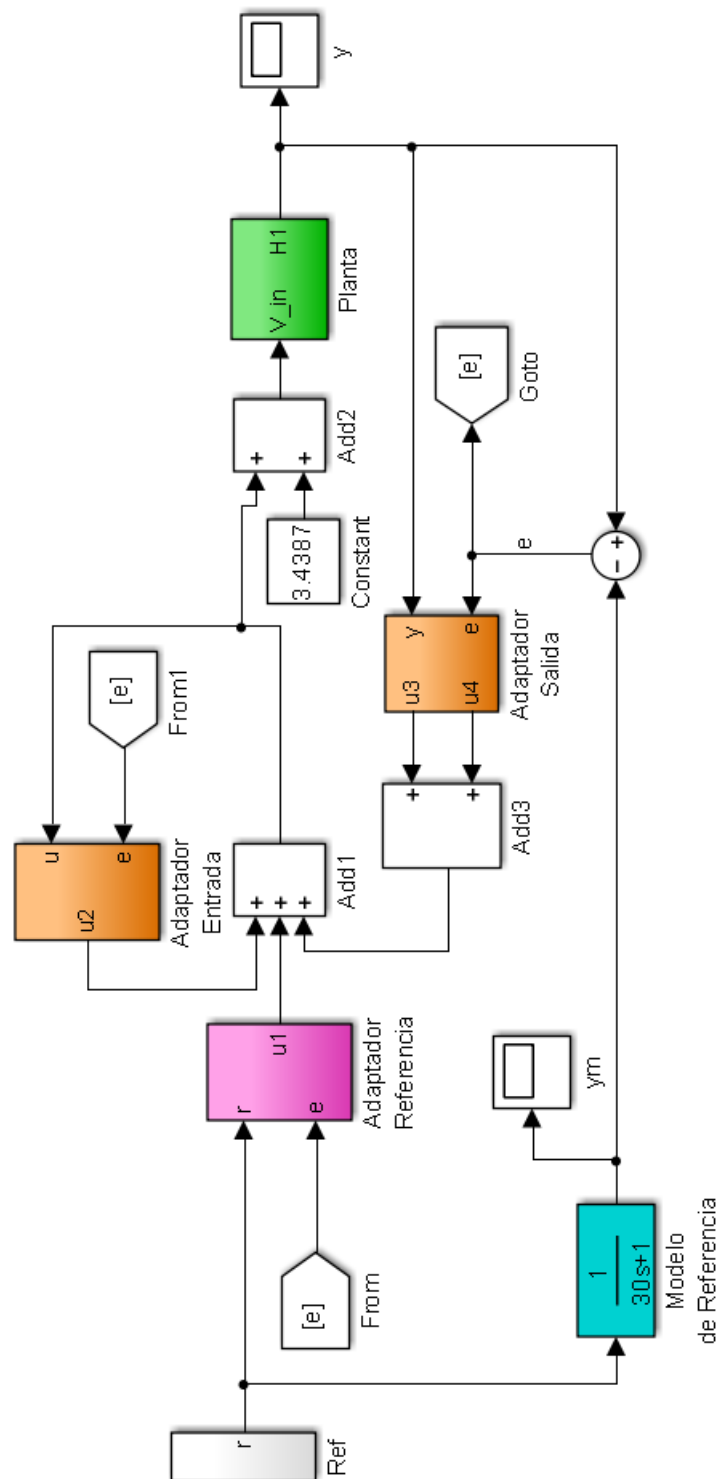 r
Ref
[e]
From
r
e
u1
Adaptador
Referencia
u2
u
e
Adaptador
Entrada
[e]
From1
+
+
+
Add1
3.4387
Constant
+
+
Add2
V_in
H1
Planta
y
1
30s+1
Modelo
de Referencia
ym
+
+
Add3
u3
y
u4
e
Adaptador
Salida
[e]
Goto
e
-
+